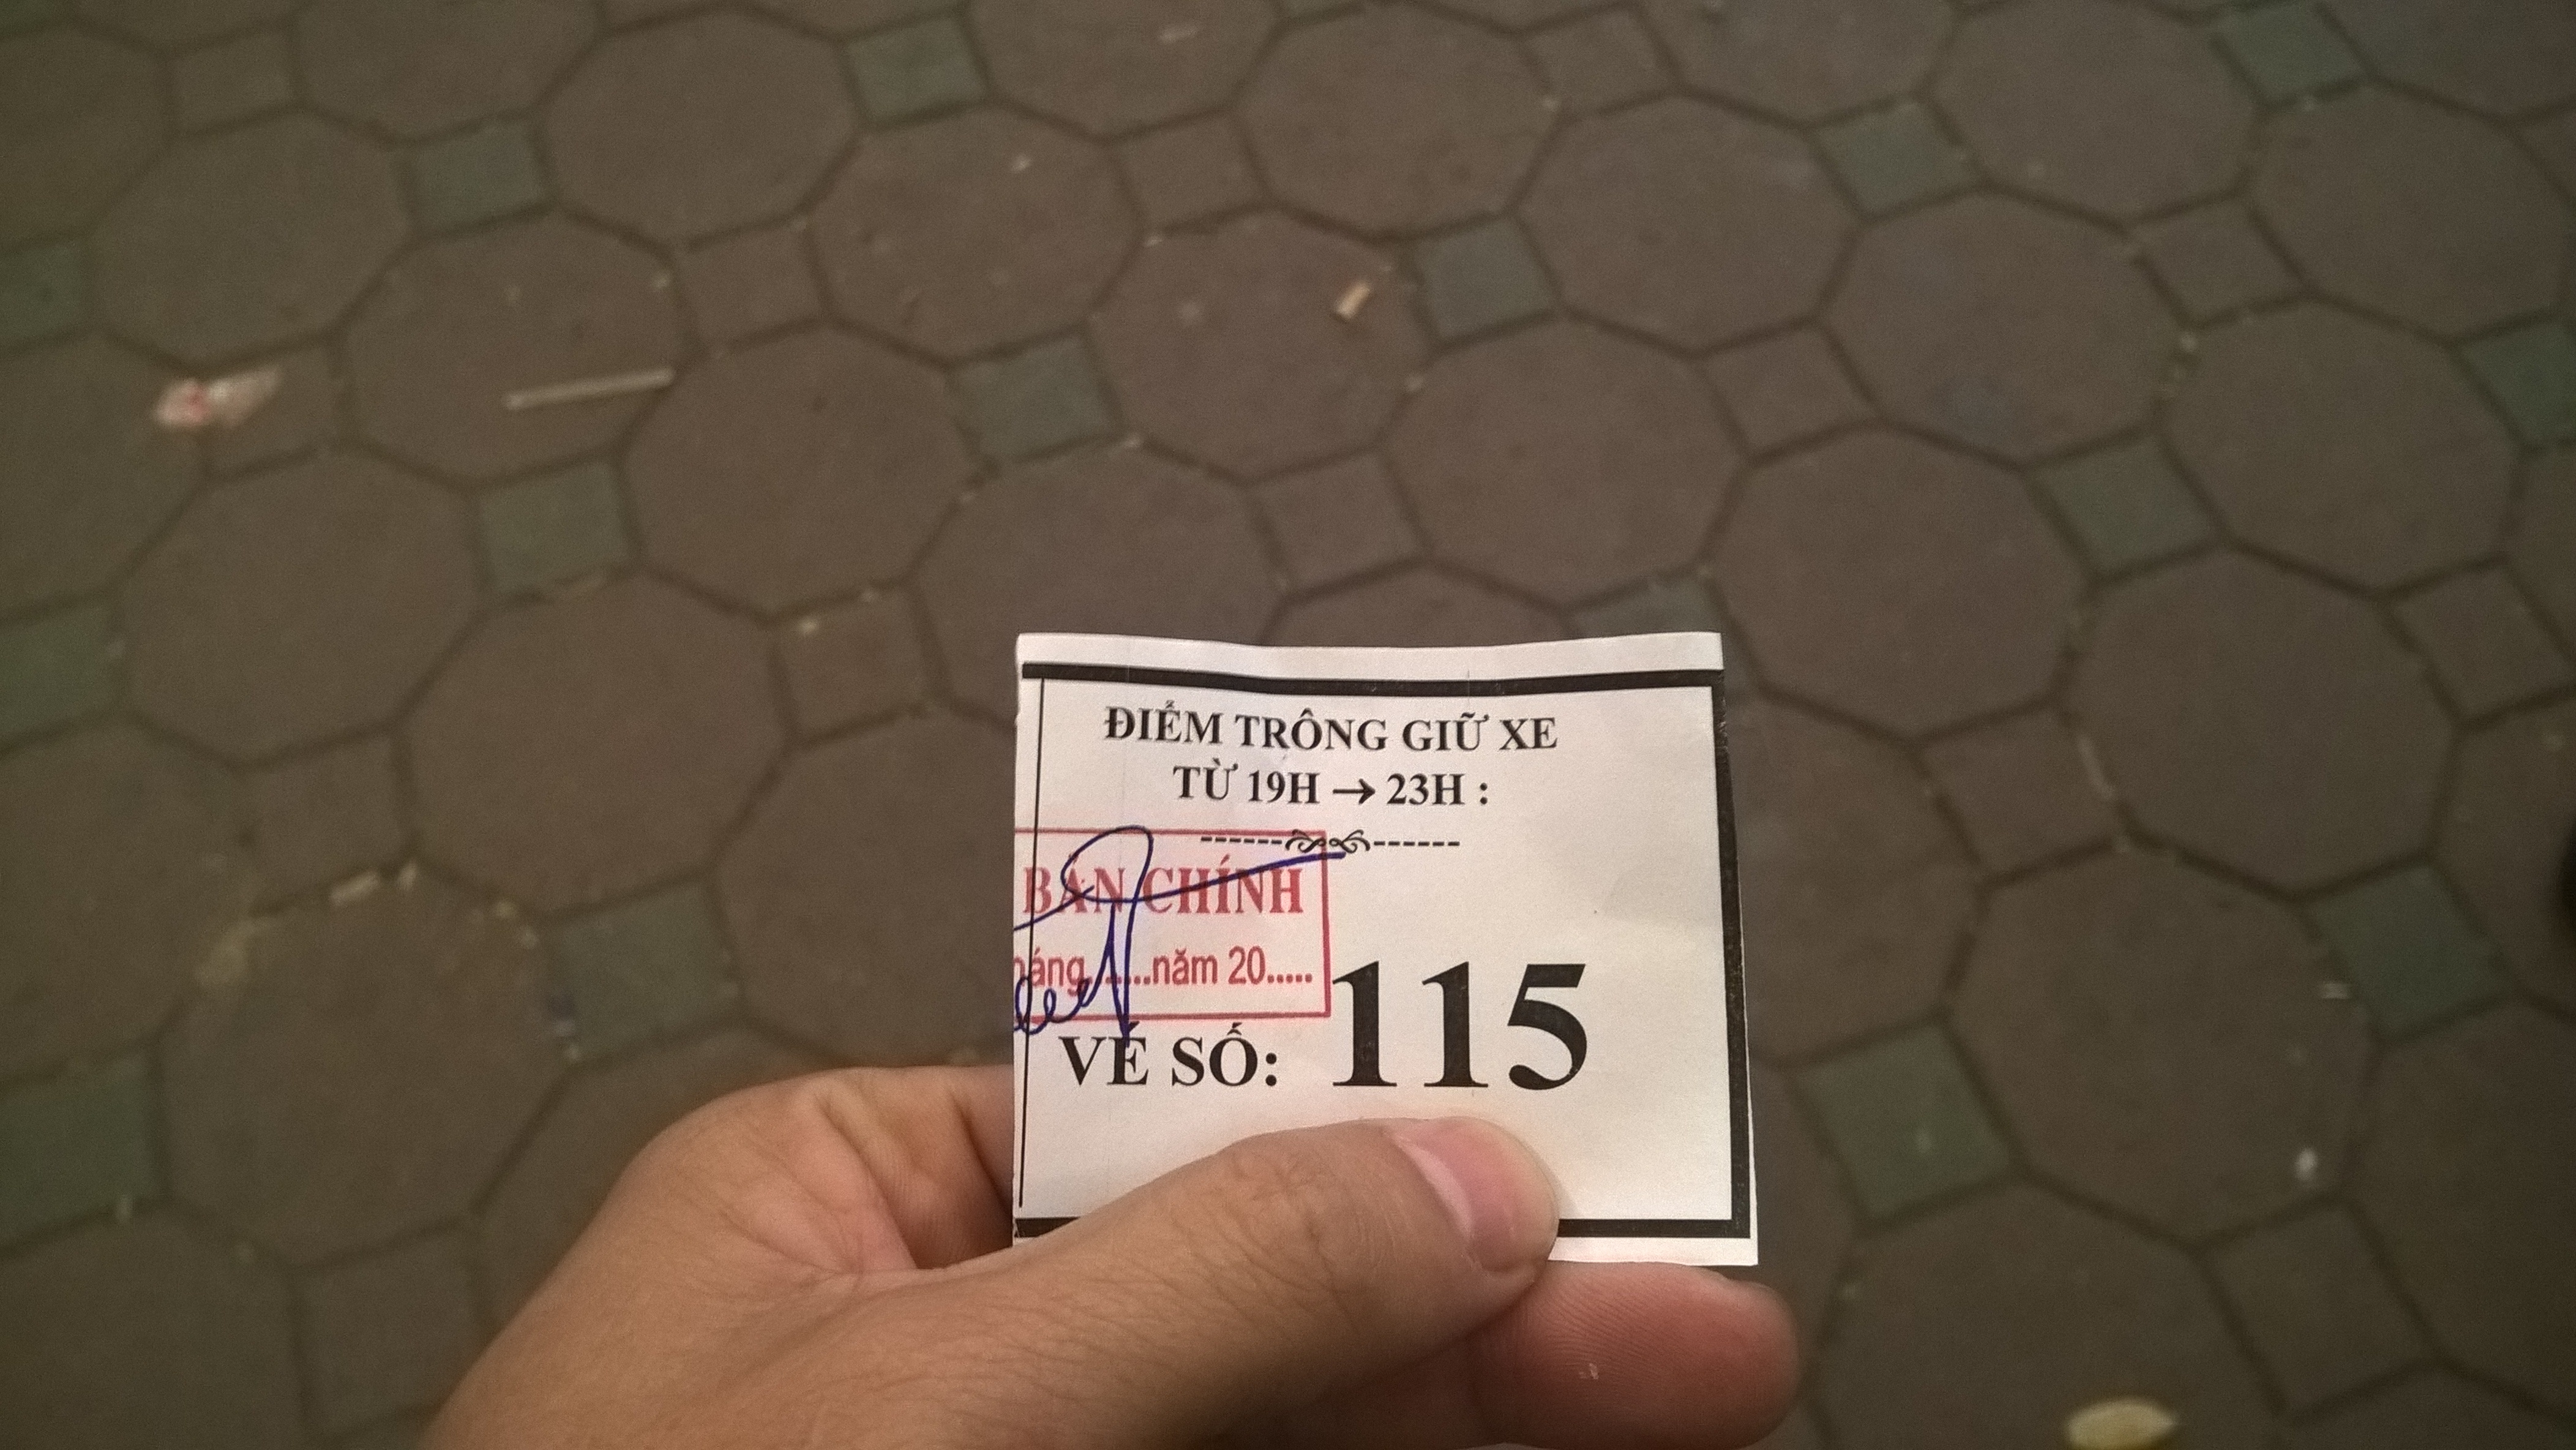 ĐIỂM TRÔNG GIỮ XE
TỪ 19H → 23H :
BẢN CHÍNH
.....năm 20.....
VÉ SỐ: 115